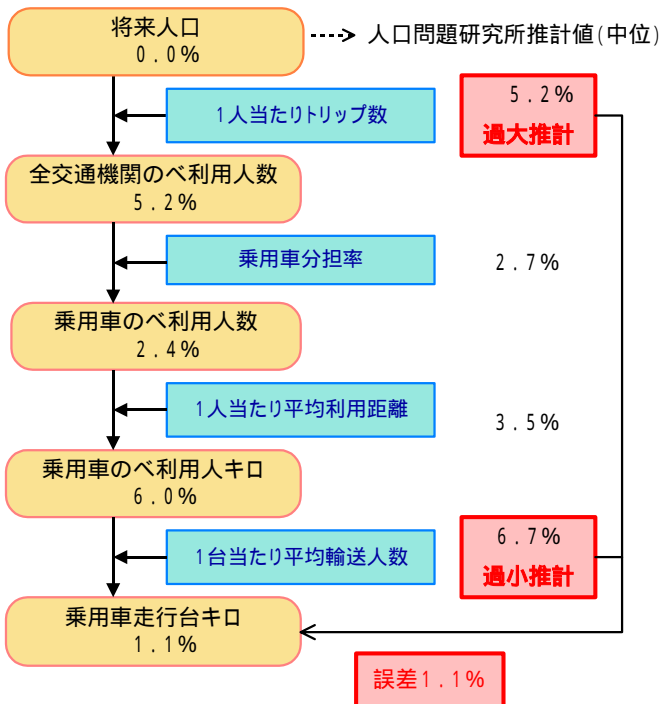 将来人口
0.0%
人口問題研究所推計値(中位)
1人当たりトリップ数
5.2%
過大推計
全交通機関のべ利用人数
5.2%
乗用車分担率
2.7%
乗用車のべ利用人数
2.4%
1人当たり平均利用距離
3.5%
乗用車のべ利用人キロ
6.0%
1台当たり平均輸送人数
6.7%
過小推計
乗用車走行台キロ
1.1%
誤差1.1%